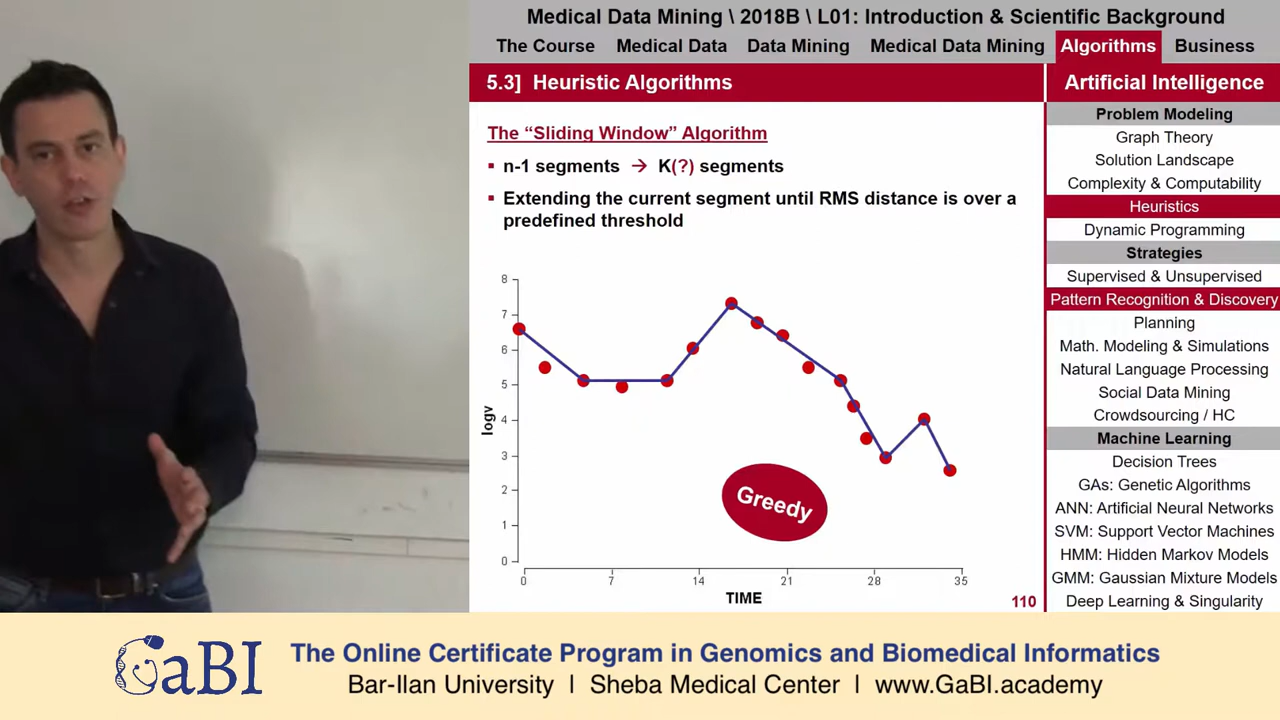 Medical Data Mining \ 2018B \ L01: Introduction & Scientific Background
The Course Medical Data Data Mining Medical Data Mining Algorithms Business
5.3] Heuristic Algorithms
Artificial Intelligence
The “Sliding Window” Algorithm
▪ n-1 segments → K(?) segments
▪ Extending the current segment until RMS distance is over a
predefined threshold
8
7
6
5
4
3
2
1
0
logv
0 7 14 21 28 35
TIME
Greedy
110
Problem Modeling
Graph Theory
Solution Landscape
Complexity & Computability
Heuristics
Dynamic Programming
Strategies
Supervised & Unsupervised
Pattern Recognition & Discovery
Planning
Math. Modeling & Simulations
Natural Language Processing
Social Data Mining
Crowdsourcing / HC
Machine Learning
Decision Trees
GAs: Genetic Algorithms
ANN: Artificial Neural Networks
SVM: Support Vector Machines
HMM: Hidden Markov Models
GMM: Gaussian Mixture Models
Deep Learning & Singularity
GaBI
The Online Certificate Program in Genomics and Biomedical Informatics
Bar-Ilan University | Sheba Medical Center | www.GaBI.academy